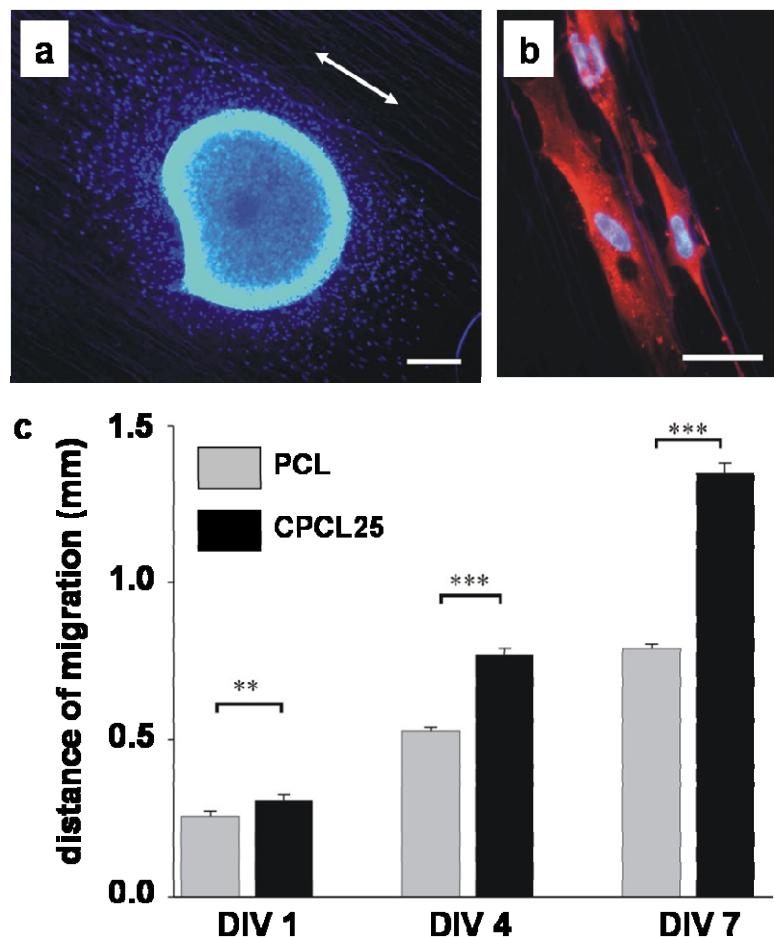 a
b
c
distance of migration (mm)
1.5
1.0
0.5
0.0
PCL
CPCL25
**
***
***
DIV 1
DIV 4
DIV 7